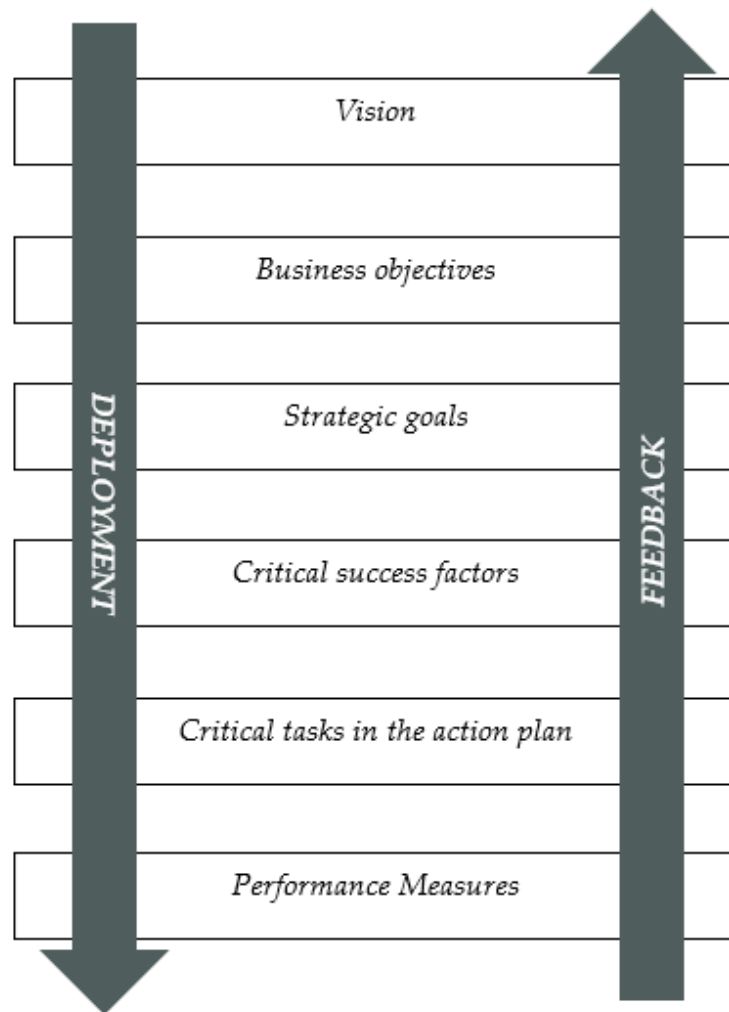 Vision
Business objectives
Strategic goals
DEPLOYMENT
FEEDBACK
Critical success factors
Critical tasks in the action plan
Performance Measures